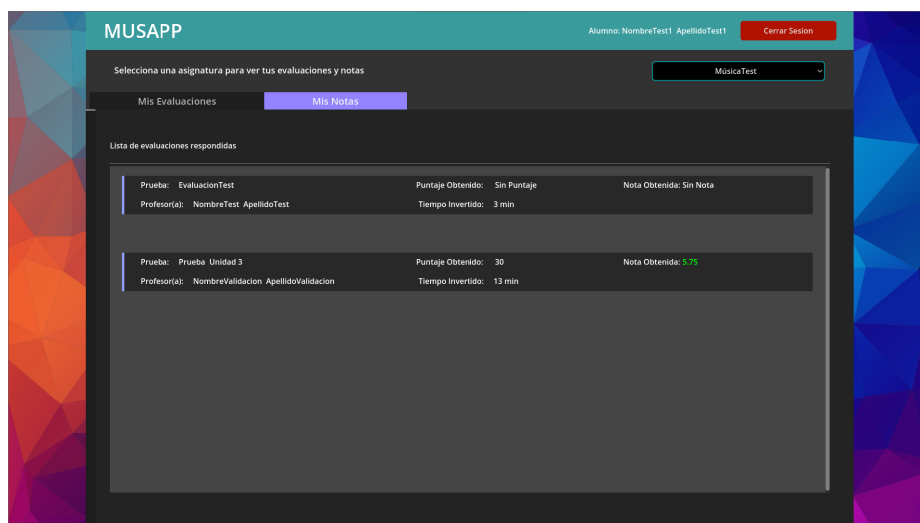 MUSAPP
Alumno: NombreTest1 ApellidoTest1
Cerrar Sesion
Selecciona una asignatura para ver tus evaluaciones y notas
MúsicaTest
Mis Evaluaciones
Mis Notas
Lista de evaluaciones respondidas
Prueba: EvaluacionTest Puntaje Obtenido: Sin Puntaje Nota Obtenida: Sin Nota
Profesor(a): NombreTest ApellidoTest Tiempo Invertido: 3 min
Prueba: Prueba Unidad 3 Puntaje Obtenido: 30 Nota Obtenida: 5.75
Profesor(a): NombreValidacion ApellidoValidacion Tiempo Invertido: 13 min